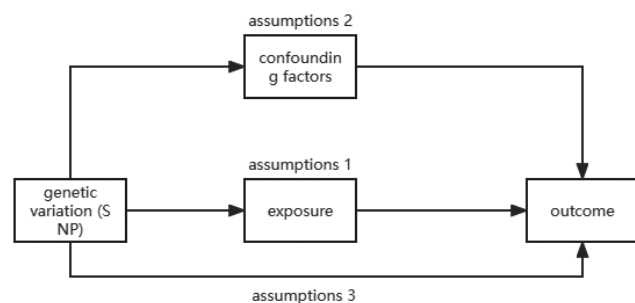 assumptions 2
confoundin
g factors
assumptions 1
genetic
variation (S
NP)
exposure
outcome
assumptions 3